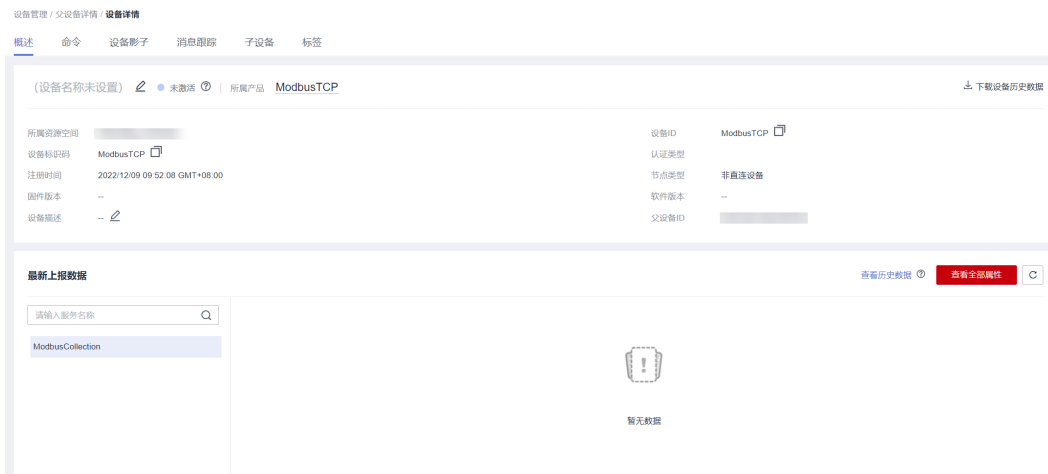 设备管理 / 父设备详情 / 设备详情
概述 命令 设备影子 消息跟踪 子设备 标签
(设备名称未设置) 未激活 所属产品 ModbusTCP 下载设备历史数据
所属资源空间 设备ID ModbusTCP
设备标识码 ModbusTCP 认证类型
注册时间 2022/12/09 09:52:08 GMT+08:00 节点类型 非直连设备
固件版本 -- 软件版本 --
设备描述 -- 父设备ID
最新上报数据 查看历史数据 查看全部属性
请输入服务名称
ModbusCollection
暂无数据